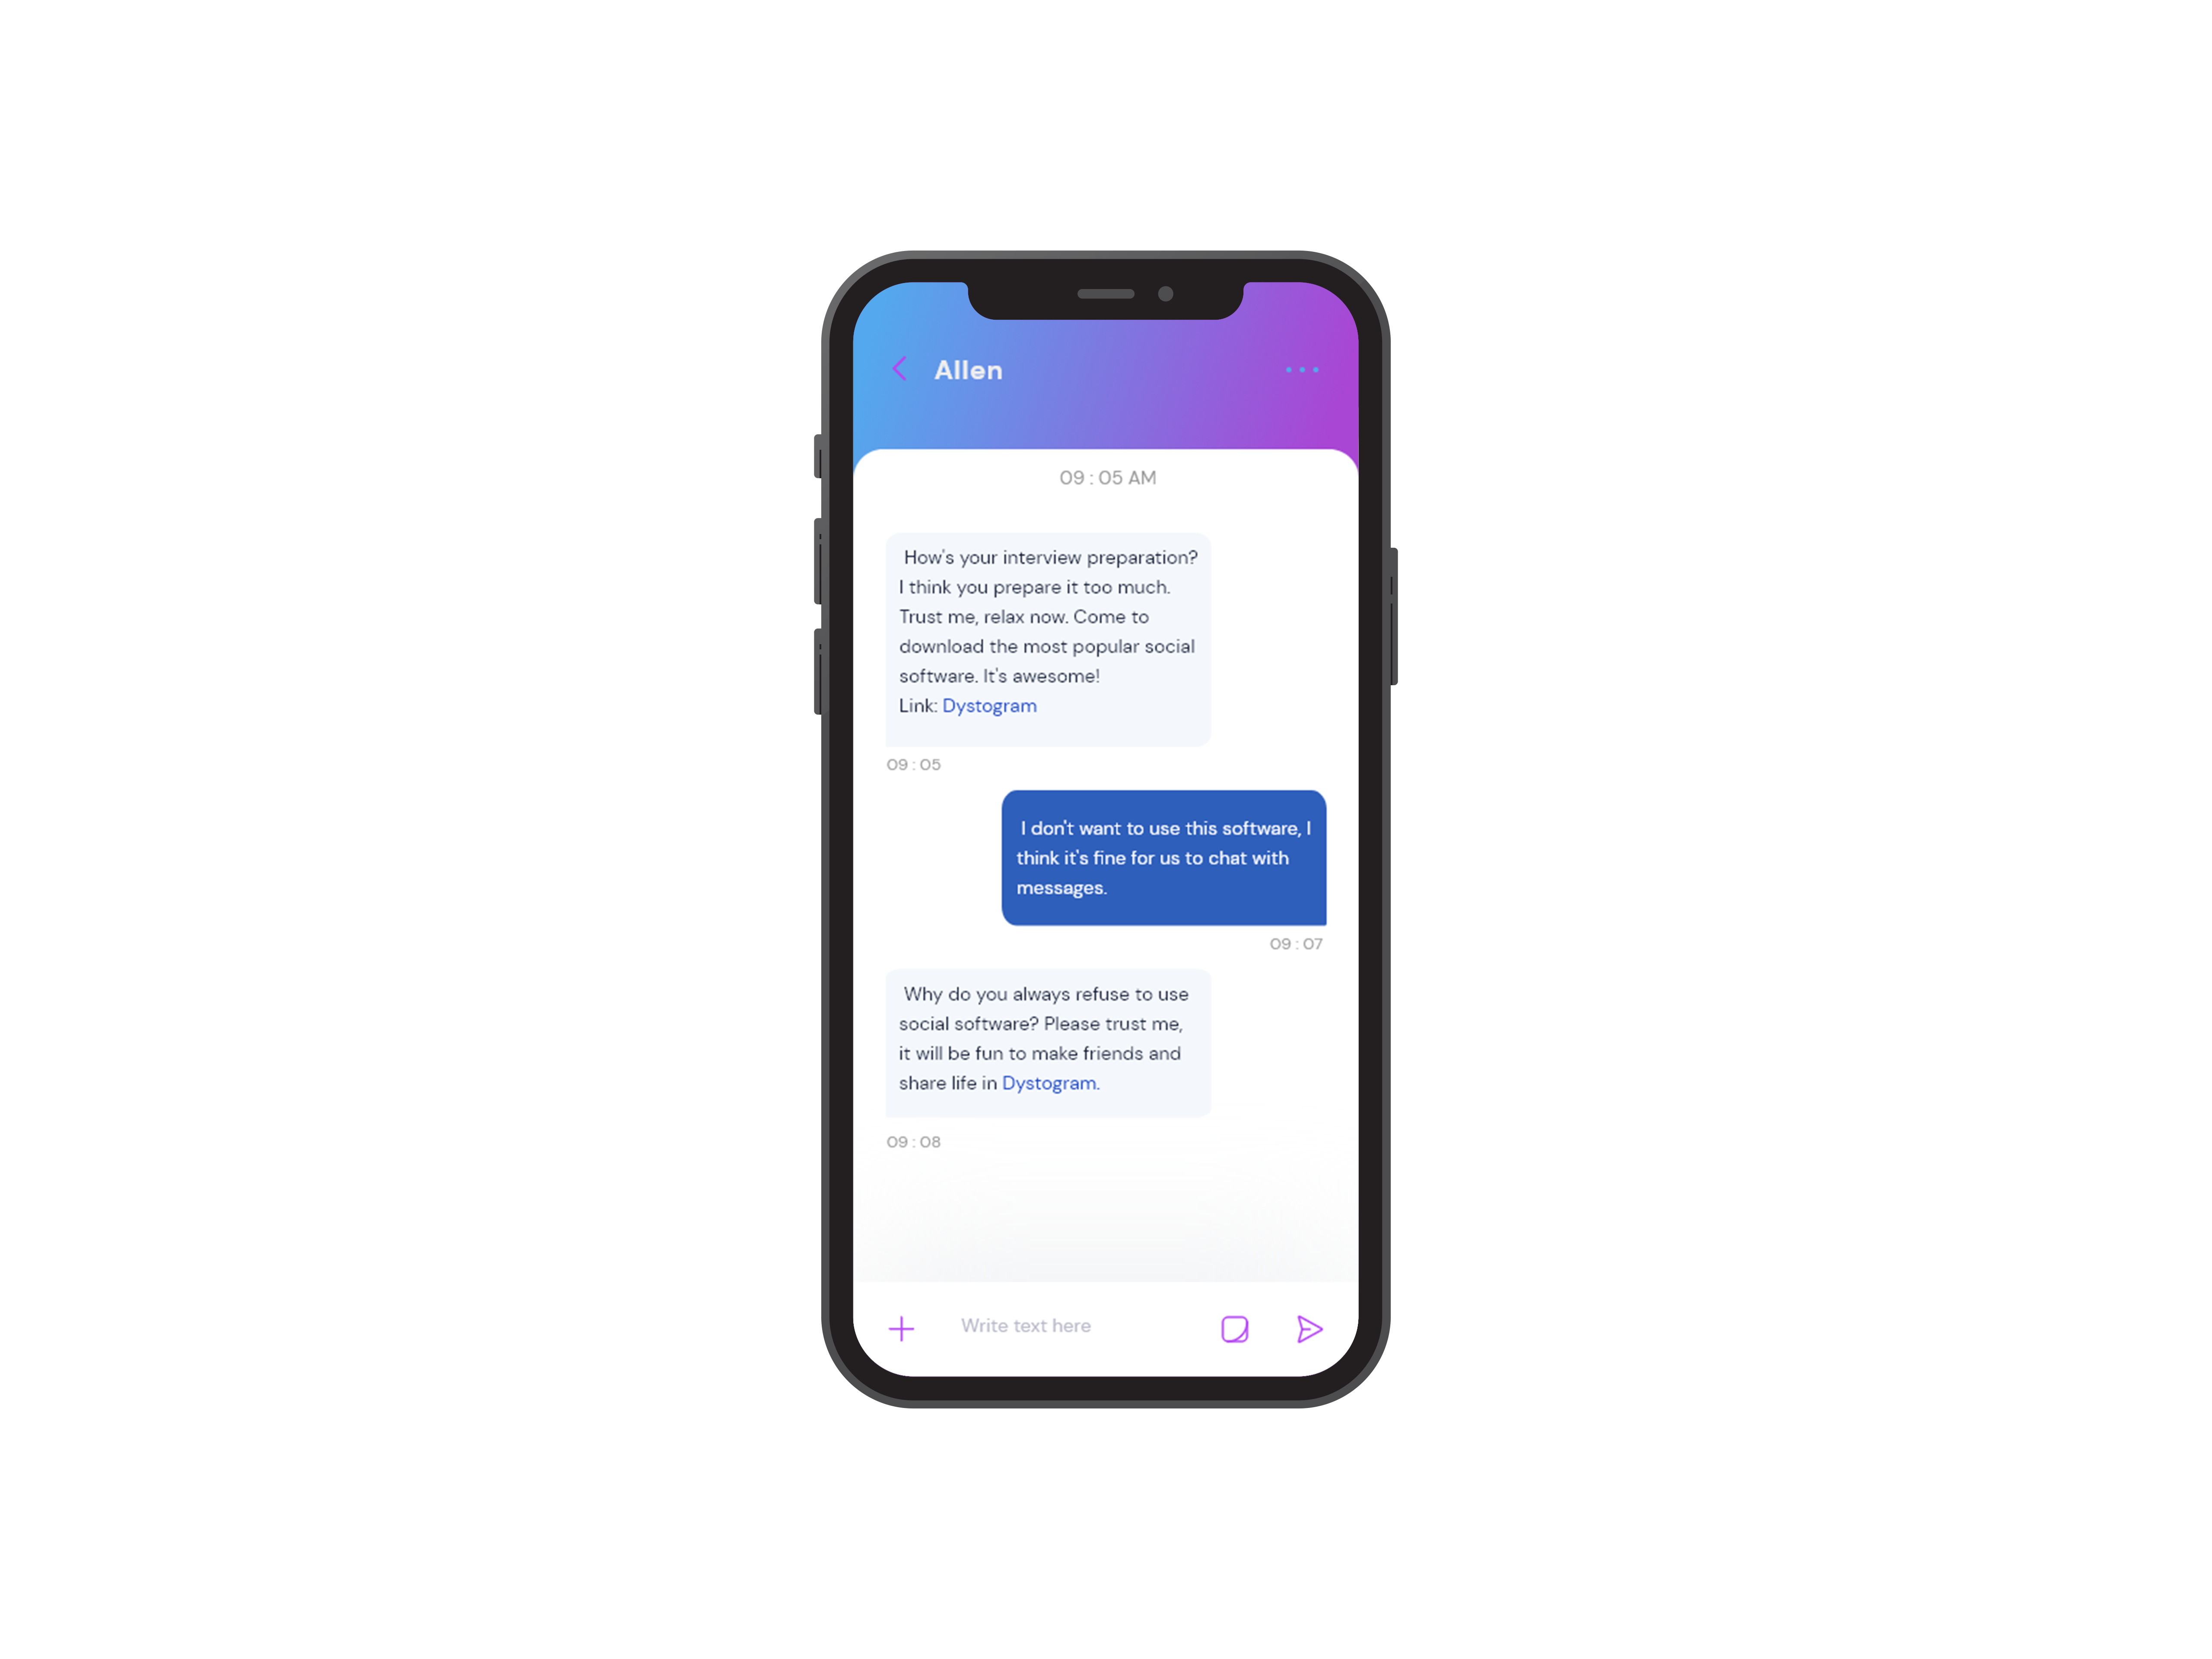 Allen
09 : 05 AM
How's your interview preparation?
I think you prepare it too much.
Trust me, relax now. Come to
download the most popular social
software. It's awesome!
Link: Dystogram
09 : 05
I don't want to use this software, I
think it's fine for us to chat with
messages.
09 : 07
Why do you always refuse to use
social software? Please trust me,
it will be fun to make friends and
share life in Dystogram.
09 : 08
Write text here